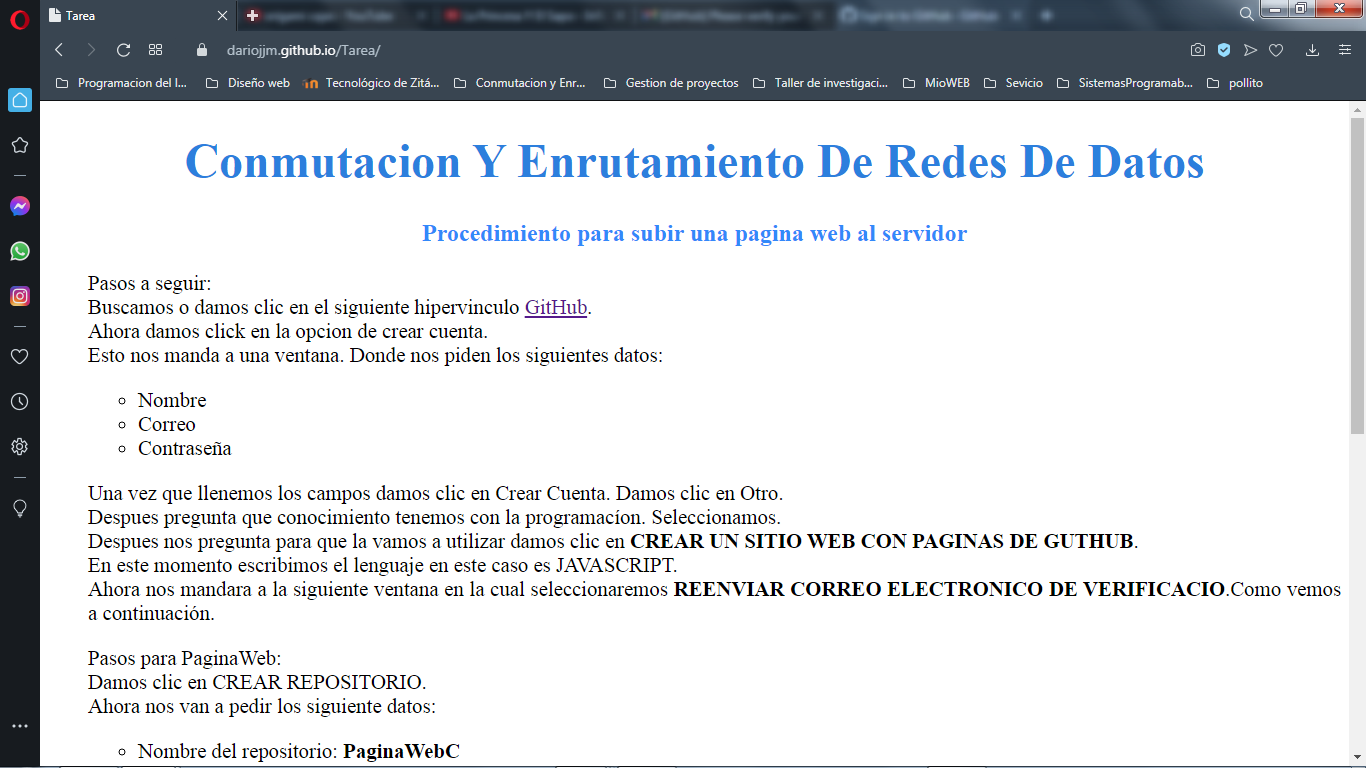 Tarea
dariojjm.github.io/Tarea/
Programacion del l...
Diseño web
Tecnológico de Zitá...
Conmutacion y Enr...
Gestion de proyectos
Taller de investigaci...
MioWEB
Sevicio
SistemasProgramab...
pollito
Conmutacion Y Enrutamiento De Redes De Datos
Procedimiento para subir una pagina web al servidor
Pasos a seguir:
Buscamos o damos clic en el siguiente hipervinculo GitHub.
Ahora damos click en la opcion de crear cuenta.
Esto nos manda a una ventana. Donde nos piden los siguientes datos:
Nombre
Correo
Contraseña
Una vez que llenemos los campos damos clic en Crear Cuenta. Damos clic en Otro.
Despues pregunta que conocimiento tenemos con la programacíon. Seleccionamos.
Despues nos pregunta para que la vamos a utilizar damos clic en CREAR UN SITIO WEB CON PAGINAS DE GUTHUB.
En este momento escribimos el lenguaje en este caso es JAVASCRIPT.
Ahora nos mandara a la siguiente ventana en la cual seleccionaremos REENVIAR CORREO ELECTRONICO DE VERIFICACIO.Como vemos
a continuación.
Pasos para PaginaWeb:
Damos clic en CREAR REPOSITORIO.
Ahora nos van a pedir los siguiente datos:
Nombre del repositorio: PaginaWebC